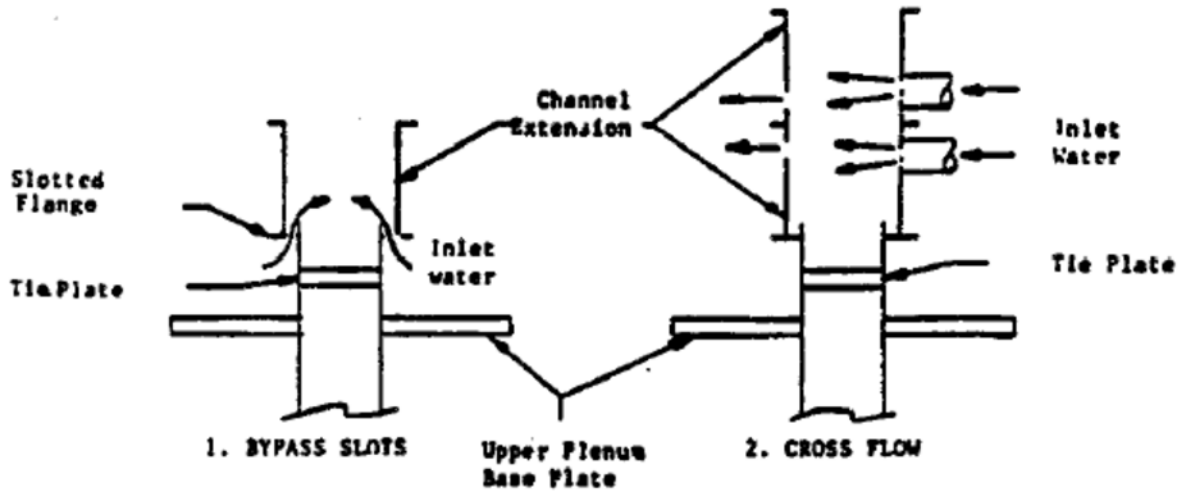 Channel
Extension
Inlet
Water
Slotted
Flange
Inlet
water
Tie Plate
Tie Plate
1. BYPASS SLOTS
Upper Plenum
Base Plate
2. CROSS FLOW